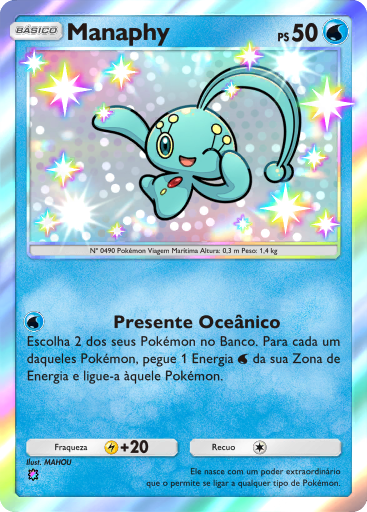 BÁSICO Manaphy PS 50
Nº 0490 Pokémon Viagem Marítima Altura: 0,3 m Peso: 1,4 kg
Presente Oceânico
Escolha 2 dos seus Pokémon no Banco. Para cada um
daqueles Pokémon, pegue 1 Energia da sua Zona de
Energia e ligue-a àquele Pokémon.
Fraqueza +20 Recuo
Ilust. MAHOU
Ele nasce com um poder extraordinário
que o permite se ligar a qualquer tipo de Pokémon.